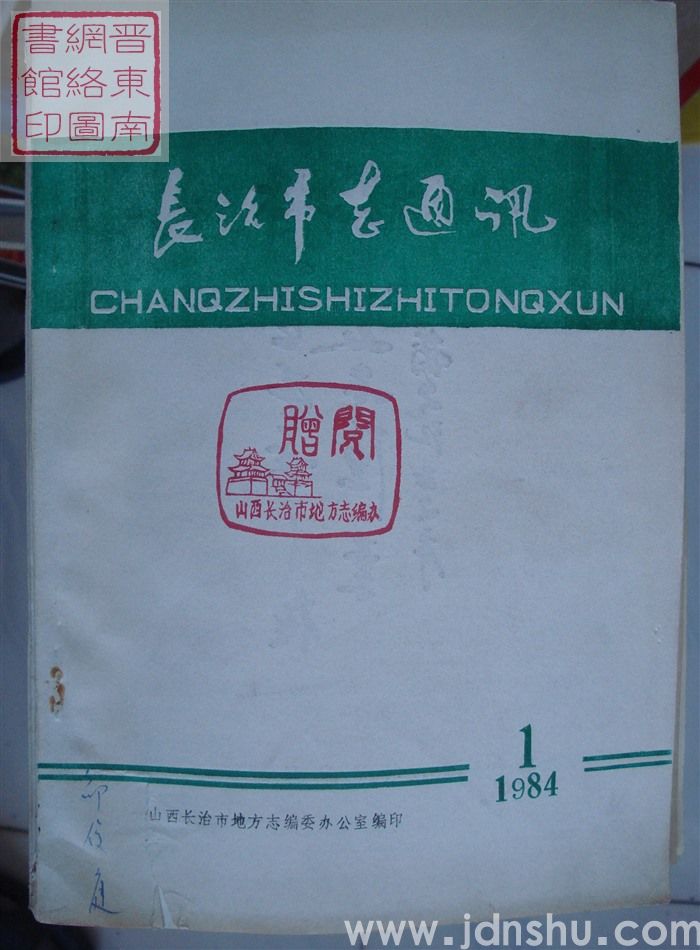 晋東南
網絡圖
書館印
長治市志通訊
CHANGZHISHIZHITONGXUN
贈閱
山西长治市地方志编办
1
1984
山西长治市地方志编委办公室编印
www.jdnshu.com